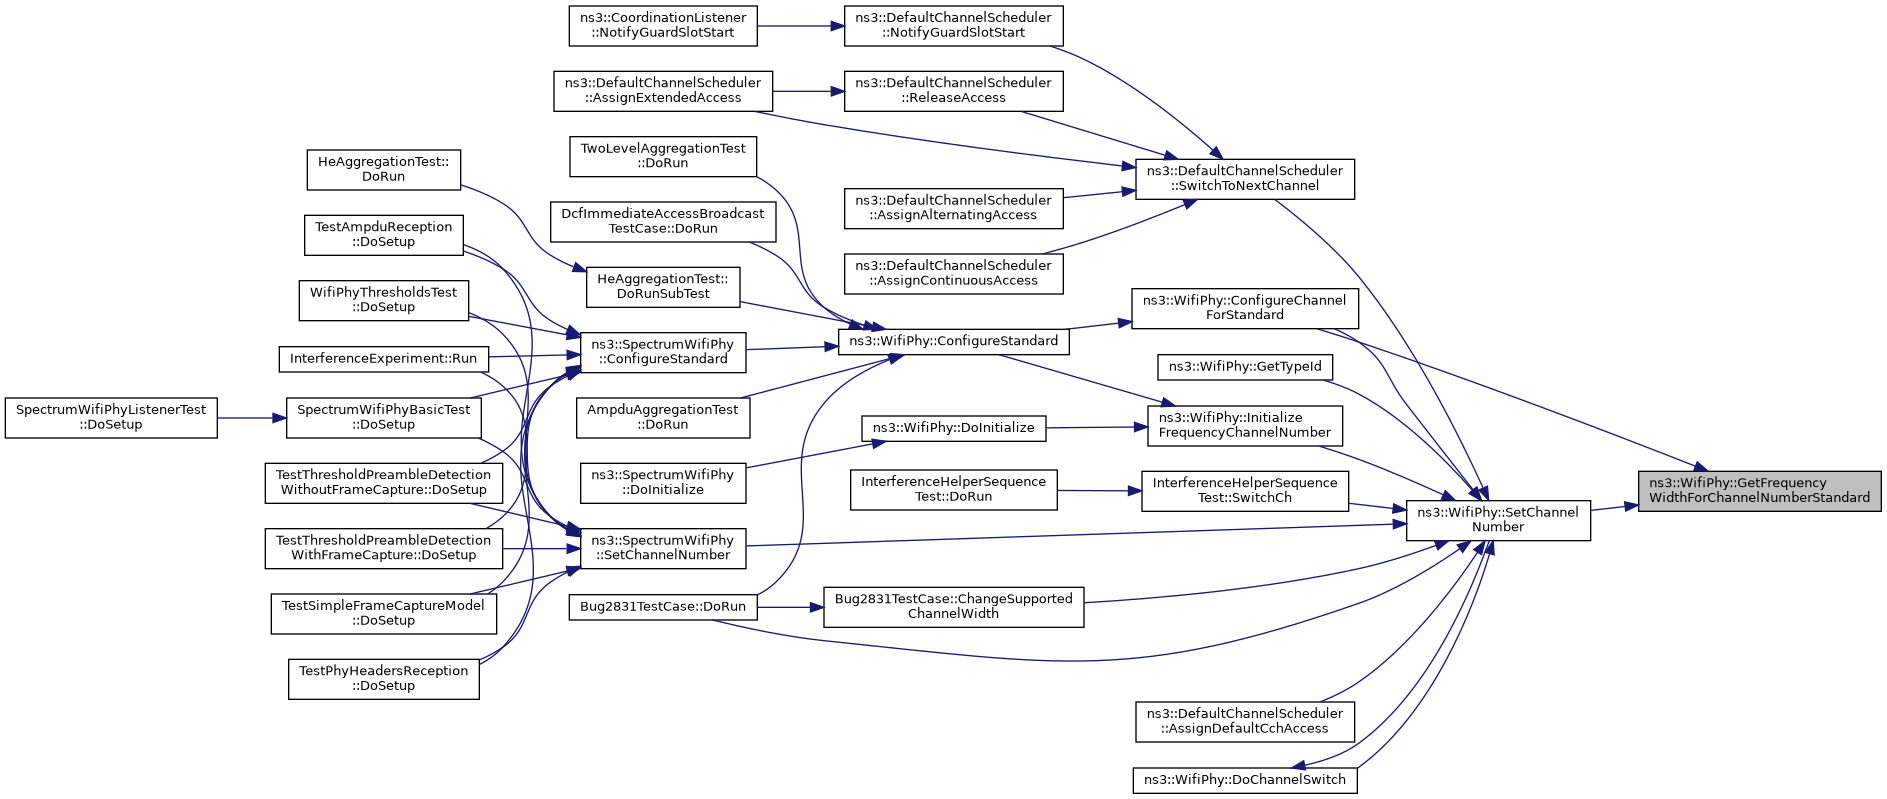 ns3::CoordinationListener
::NotifyGuardSlotStart
ns3::DefaultChannelScheduler
::NotifyGuardSlotStart
ns3::DefaultChannelScheduler
::AssignExtendedAccess
ns3::DefaultChannelScheduler
::ReleaseAccess
TwoLevelAggregationTest
::DoRun
HeAggregationTest::
DoRun
ns3::DefaultChannelScheduler
::SwitchToNextChannel
ns3::DefaultChannelScheduler
::AssignAlternatingAccess
DcfImmediateAccessBroadcast
TestCase::DoRun
TestAmpduReception
::DoSetup
ns3::DefaultChannelScheduler
::AssignContinuousAccess
HeAggregationTest::
DoRunSubTest
WifiPhyThresholdsTest
::DoSetup
ns3::WifiPhy::ConfigureChannel
ForStandard
ns3::WifiPhy::ConfigureStandard
ns3::SpectrumWifiPhy
::ConfigureStandard
InterferenceExperiment::Run
ns3::WifiPhy::GetTypeId
SpectrumWifiPhyListenerTest
::DoSetup
SpectrumWifiPhyBasicTest
::DoSetup
AmpduAggregationTest
::DoRun
ns3::WifiPhy::DoInitialize
ns3::WifiPhy::Initialize
FrequencyChannelNumber
TestThresholdPreambleDetection
WithoutFrameCapture::DoSetup
ns3::SpectrumWifiPhy
::DoInitialize
InterferenceHelperSequence
Test::DoRun
InterferenceHelperSequence
Test::SwitchCh
ns3::WifiPhy::GetFrequency
WidthForChannelNumberStandard
ns3::WifiPhy::SetChannel
Number
TestThresholdPreambleDetection
WithFrameCapture::DoSetup
ns3::SpectrumWifiPhy
::SetChannelNumber
TestSimpleFrameCaptureModel
::DoSetup
Bug2831TestCase::DoRun
Bug2831TestCase::ChangeSupported
ChannelWidth
TestPhyHeadersReception
::DoSetup
ns3::DefaultChannelScheduler
::AssignDefaultCchAccess
ns3::WifiPhy::DoChannelSwitch